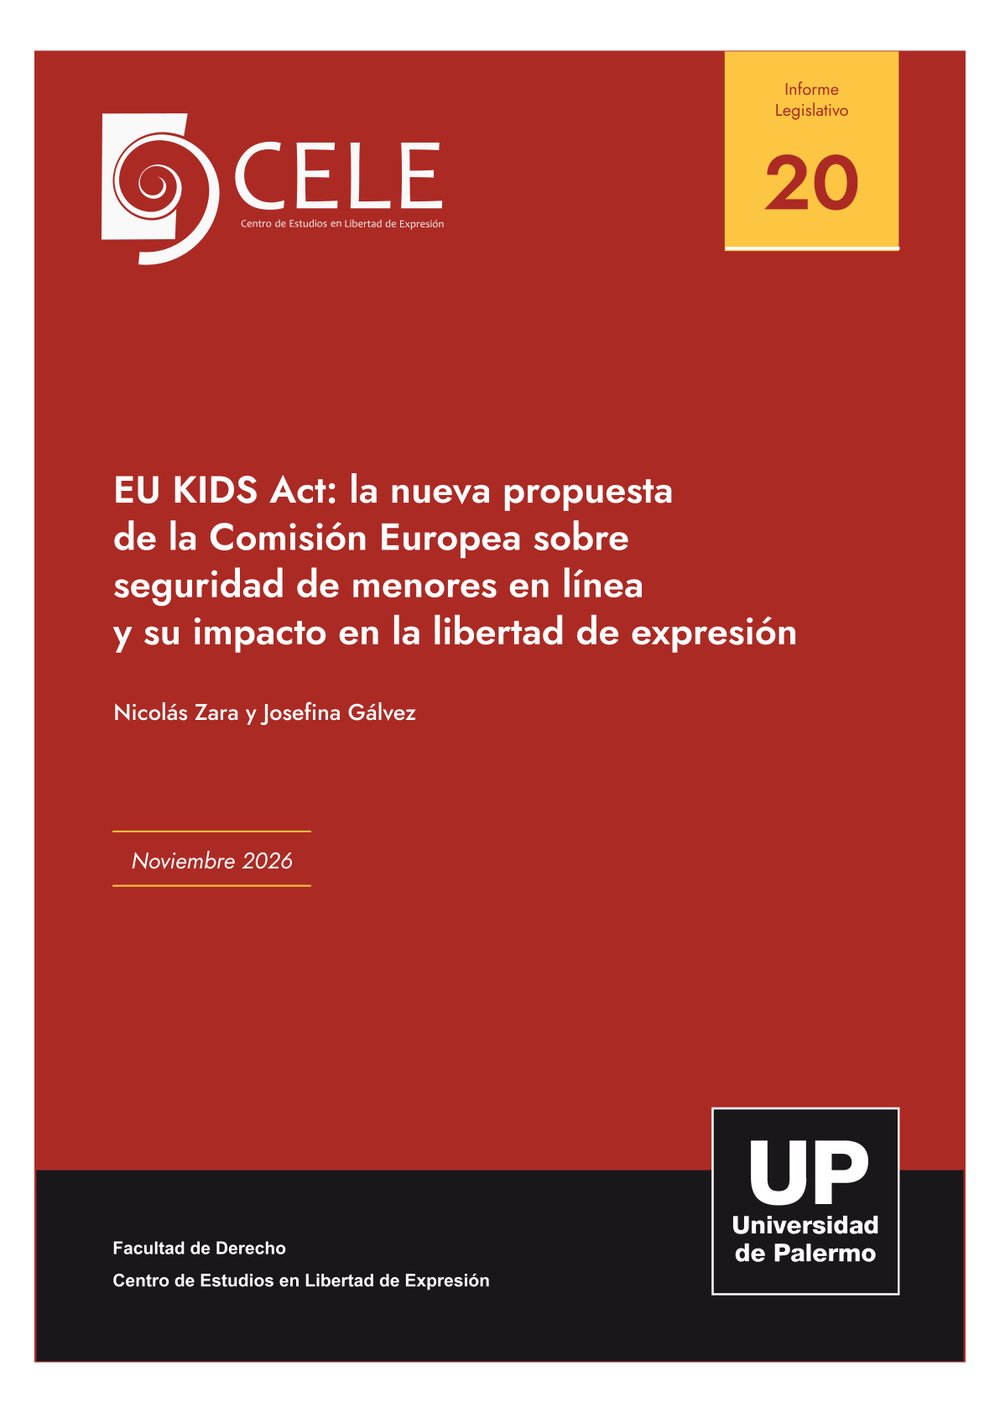 CELE
Centro de Estudios en Libertad de Expresión
Informe
Legislativo
20
EU KIDS Act: la nueva propuesta
de la Comisión Europea sobre
seguridad de menores en línea
y su impacto en la libertad de expresión
Nicolás Zara y Josefina Gálvez
Noviembre 2026
UP
Universidad
de Palermo
Facultad de Derecho
Centro de Estudios en Libertad de Expresión